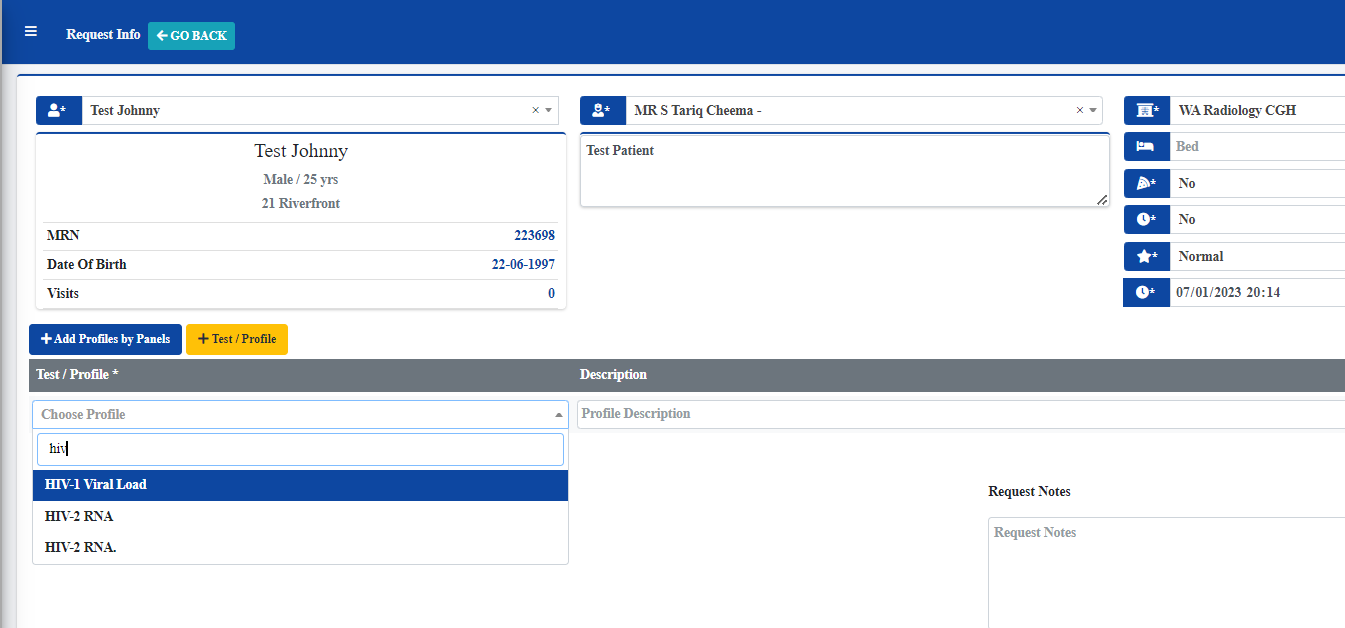 Request Info
GO BACK
* Test Johnny × 
* MR S Tariq Cheema - ×
* WA Radiology CGH
Test Johnny
Male / 25 yrs
21 Riverfront
MRN 223698
Date Of Birth 22-06-1997
Visits 0
Test Patient
Bed
* No
* No
* Normal
* 07/01/2023 20:14
+ Add Profiles by Panels
+ Test / Profile
Test / Profile * Description
Choose Profile
Profile Description
hiv
HIV-1 Viral Load
HIV-2 RNA
HIV-2 RNA.
Request Notes
Request Notes